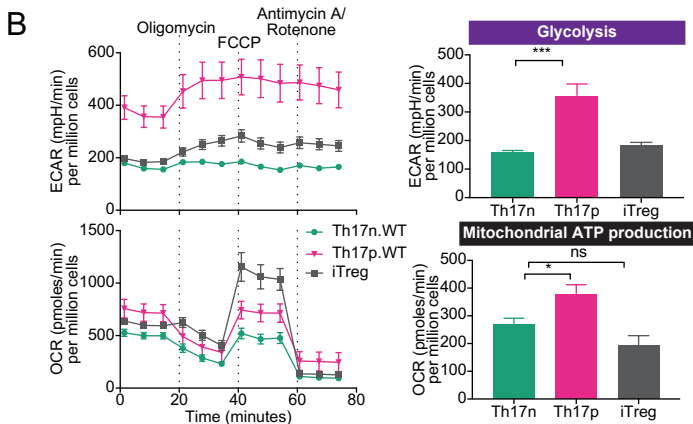 B
Oligomycin
FCCP
Antimycin A/
Rotenone
600
400
200
0
ECAR (mpH/min)
per million cells
1500
1000
500
0
OCR (pmoles/min)
per million cells
Th17n.WT
Th17p.WT
iTreg
0 20 40 60 80
Time (minutes)
Glycolysis
***
500
400
300
200
100
0
ECAR (mpH/min)
per million cells
Th17n Th17p iTreg
Mitochondrial ATP production
ns
*
400
300
200
100
0
OCR (pmoles/min)
per million cells
Th17n Th17p iTreg